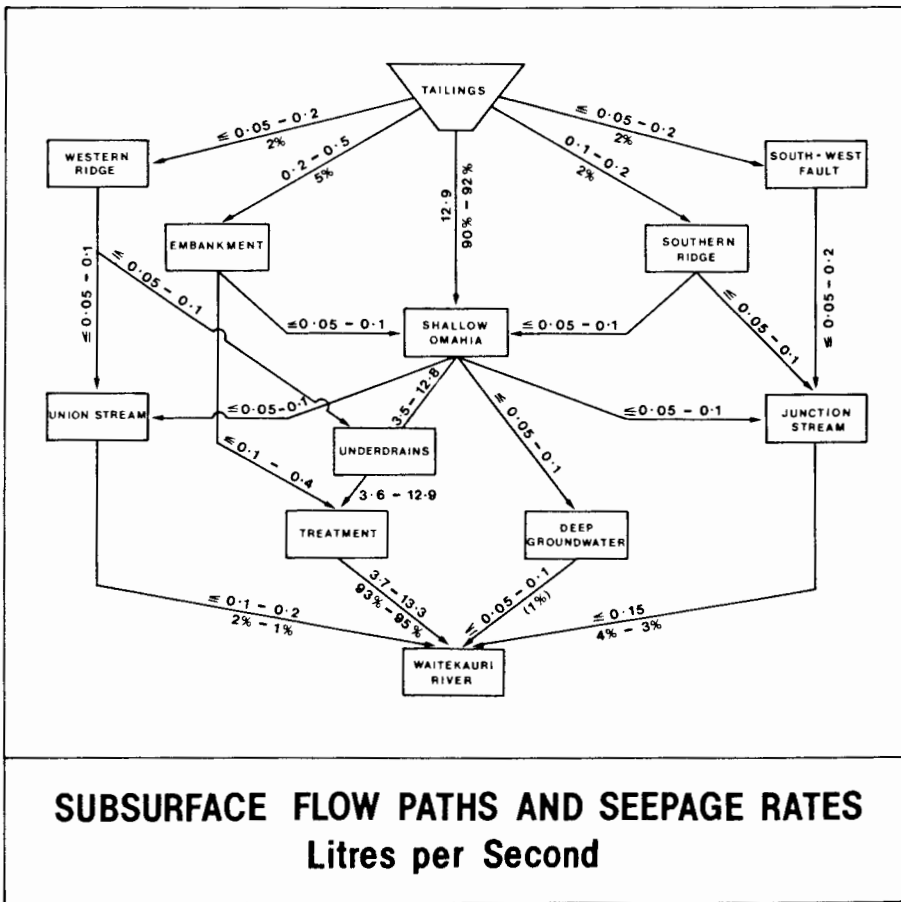 TAILINGS
≦ 0·05 - 0·2
2%
≦ 0·05 - 0·2
2%
WESTERN
RIDGE
0·2 - 0·5
5%
12·9
90% - 92%
0·1 - 0·2
2%
SOUTH - WEST
FAULT
EMBANKMENT
SOUTHERN
RIDGE
≦ 0·05 - 0·1
≦ 0·05 - 0·1
≦ 0·05 - 0·1
SHALLOW
OMAHIA
≦ 0·05 - 0·1
≦ 0·05 - 0·1
≦ 0·05 - 0·2
UNION STREAM
≦ 0·05 - 0·1
3·5 - 12·8
≦ 0·05 - 0·1
≦ 0·05 - 0·1
JUNCTION
STREAM
UNDERDRAINS
≦ 0·1 - 0·4
3·6 - 12·9
TREATMENT
DEEP
GROUNDWATER
≦ 0·1 - 0·2
2% - 1%
3·7 - 13·3
93% - 95%
≦ 0·05 - 0·1
(1%)
≦ 0·15
4% - 3%
WAITEKAURI
RIVER
SUBSURFACE FLOW PATHS AND SEEPAGE RATES
Litres per Second